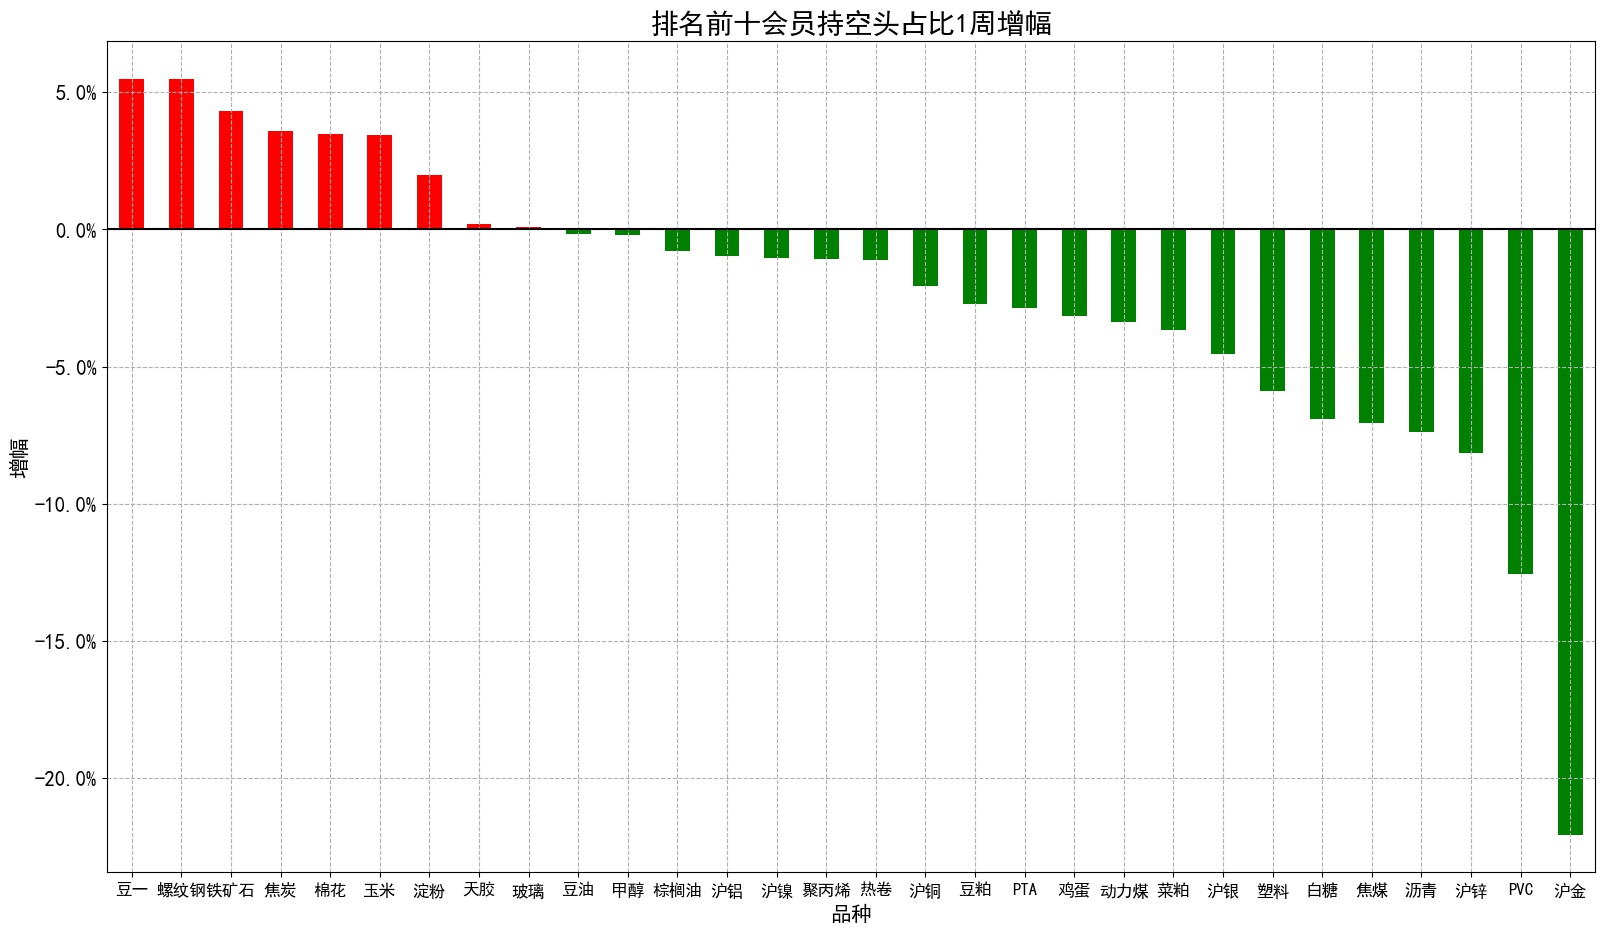 排名前十会员持空头占比1周增幅
5.0%
0.0%
-5.0%
-10.0%
-15.0%
-20.0%
增幅
豆一 螺纹钢 铁矿石 焦炭 棉花 玉米 淀粉 天胶 玻璃 豆油 甲醇 棕榈油 沪铝 沪镍 聚丙烯 热卷 沪铜 豆粕 PTA 鸡蛋 动力煤 菜粕 沪银 塑料 白糖 焦煤 沥青 沪锌 PVC 沪金
品种